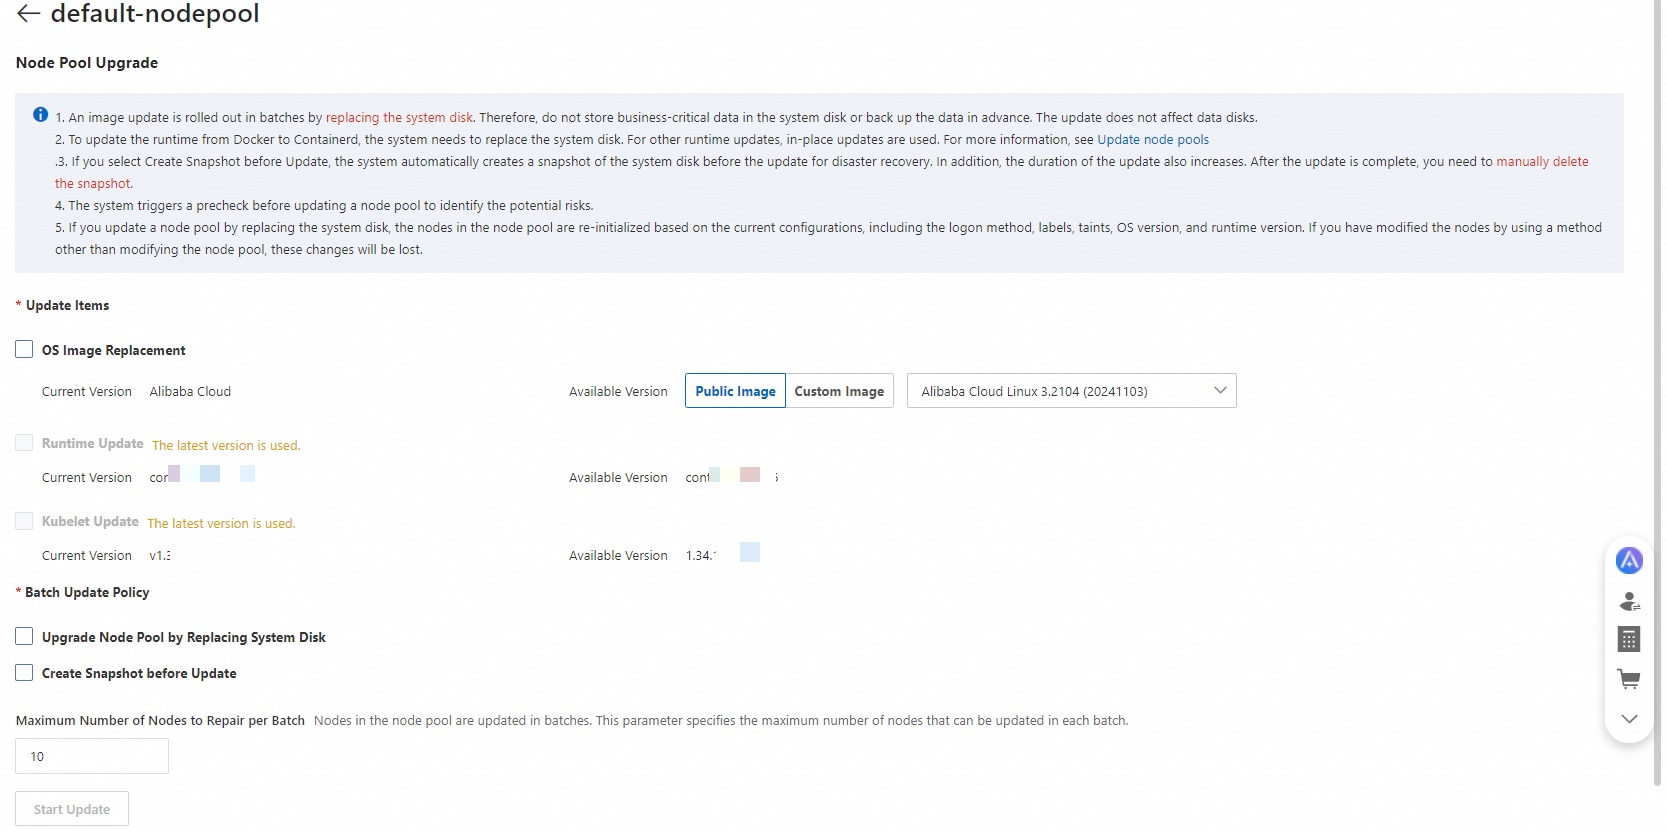 default-nodepool
Node Pool Upgrade
1. An image update is rolled out in batches by replacing the system disk. Therefore, do not store business-critical data in the system disk or back up the data in advance. The update does not affect data disks.
2. To update the runtime from Docker to Containerd, the system needs to replace the system disk. For other runtime updates, in-place updates are used. For more information, see Update node pools
.3. If you select Create Snapshot before Update, the system automatically creates a snapshot of the system disk before the update for disaster recovery. In addition, the duration of the update also increases. After the update is complete, you need to manually delete
the snapshot.
4. The system triggers a precheck before updating a node pool to identify the potential risks.
5. If you update a node pool by replacing the system disk, the nodes in the node pool are re-initialized based on the current configurations, including the logon method, labels, taints, OS version, and runtime version. If you have modified the nodes by using a method
other than modifying the node pool, these changes will be lost.
* Update Items
OS Image Replacement
Current Version Alibaba Cloud Available Version Public Image Custom Image Alibaba Cloud Linux 3.2104 (20241103)
Runtime Update The latest version is used.
Current Version Available Version
Kubelet Update The latest version is used.
Current Version Available Version 1.34.
* Batch Update Policy
Upgrade Node Pool by Replacing System Disk
Create Snapshot before Update
Maximum Number of Nodes to Repair per Batch Nodes in the node pool are updated in batches. This parameter specifies the maximum number of nodes that can be updated in each batch.
10
Start Update